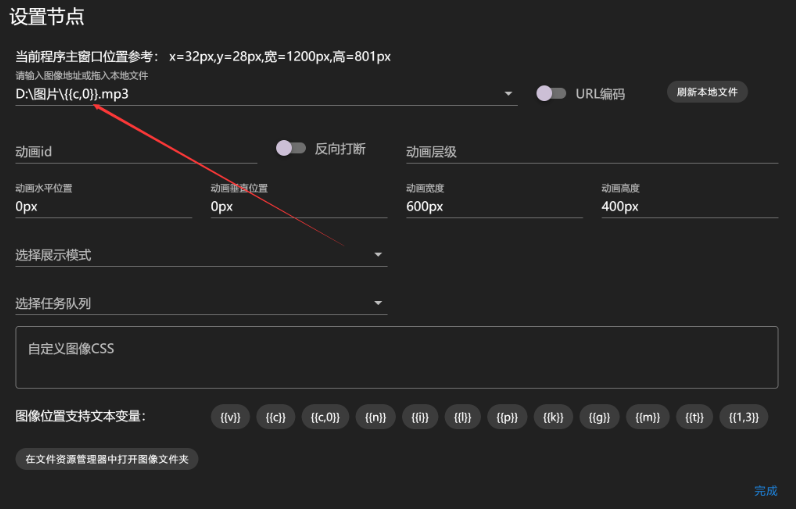 设置节点
当前程序主窗口位置参考： x=32px,y=28px,宽=1200px,高=801px
请输入图像地址或拖入本地文件
D:\图片\{{c,0}}.mp3
URL编码
刷新本地文件
动画id
反向打断
动画层级
动画水平位置
动画垂直位置
动画宽度
动画高度
0px
0px
600px
400px
选择展示模式
选择任务队列
自定义图像CSS
图像位置支持文本变量：
{{v}}
{{c}}
{{c,0}}
{{n}}
{{i}}
{{l}}
{{p}}
{{k}}
{{g}}
{{m}}
{{t}}
{{1,3}}
在文件资源管理器中打开图像文件夹
完成